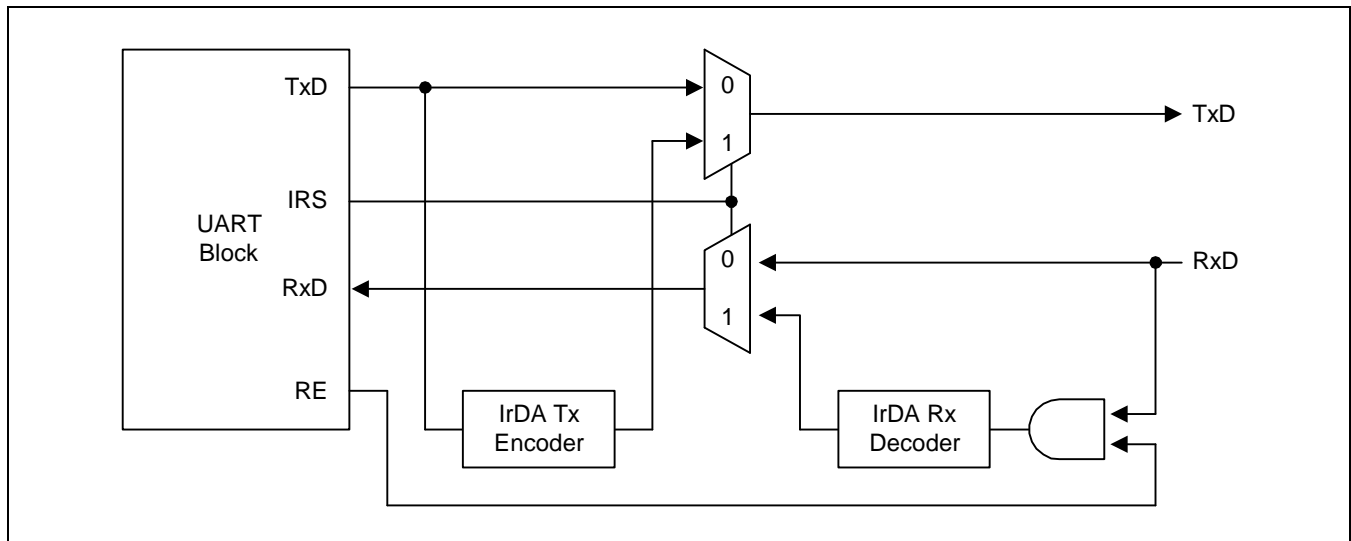 TxD
0
TxD
1
IRS
UART
Block
0
RxD
RxD
1
RE
IrDA Tx
Encoder
IrDA Rx
Decoder